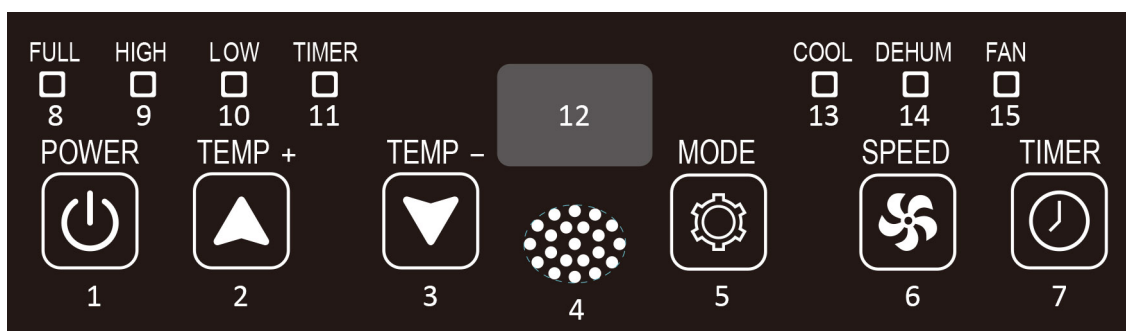 FULL HIGH LOW TIMER COOL DEHUM FAN
8 9 10 11 12 13 14 15
POWER TEMP + TEMP – MODE SPEED TIMER
1 2 3 4 5 6 7